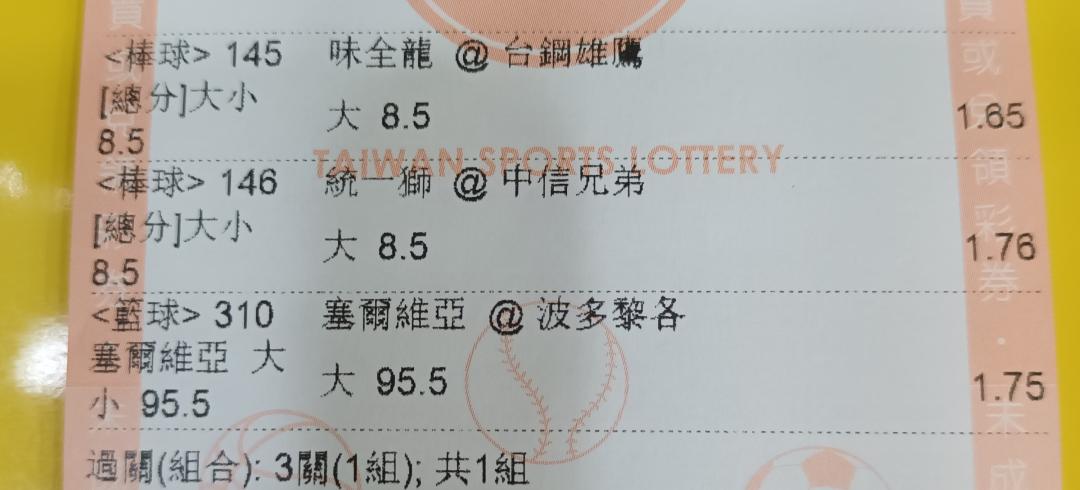 <棒球> 145 味全龍 @ 台鋼雄鷹
[總分]大小
8.5 大 8.5 1.65
TAIWAN SPORTS LOTTERY
<棒球> 146 統一獅 @ 中信兄弟
[總分]大小
8.5 大 8.5 1.76
<籃球> 310 塞爾維亞 @ 波多黎各
塞爾維亞 大
小 95.5 大 95.5 1.75
過關(組合): 3關(1組); 共1組